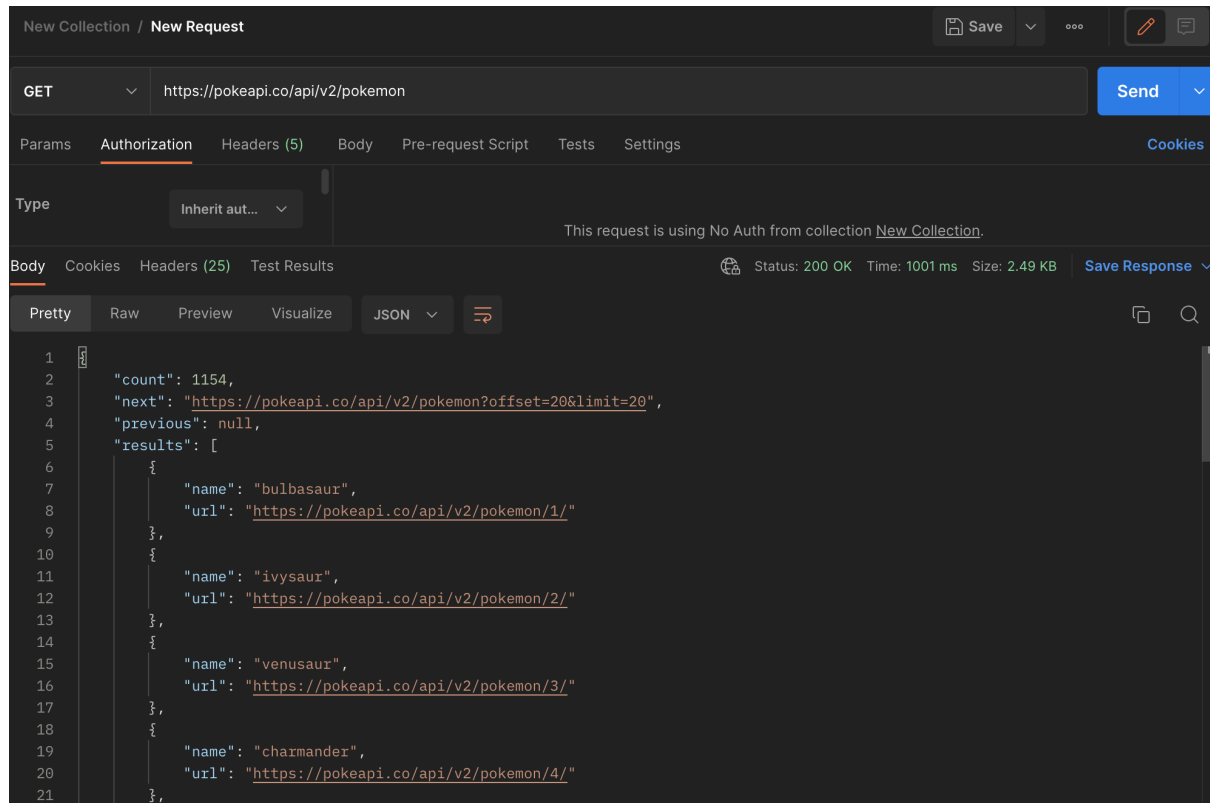 New Collection / New Request
Save
GET https://pokeapi.co/api/v2/pokemon Send
Params Authorization Headers (5) Body Pre-request Script Tests Settings Cookies
Type Inherit aut...
This request is using No Auth from collection New Collection.
Body Cookies Headers (25) Test Results Status: 200 OK Time: 1001 ms Size: 2.49 KB Save Response
Pretty Raw Preview Visualize JSON
1 {
2 "count": 1154,
3 "next": "https://pokeapi.co/api/v2/pokemon?offset=20&limit=20",
4 "previous": null,
5 "results": [
6 {
7 "name": "bulbasaur",
8 "url": "https://pokeapi.co/api/v2/pokemon/1/"
9 },
10 {
11 "name": "ivysaur",
12 "url": "https://pokeapi.co/api/v2/pokemon/2/"
13 },
14 {
15 "name": "venusaur",
16 "url": "https://pokeapi.co/api/v2/pokemon/3/"
17 },
18 {
19 "name": "charmander",
20 "url": "https://pokeapi.co/api/v2/pokemon/4/"
21 },